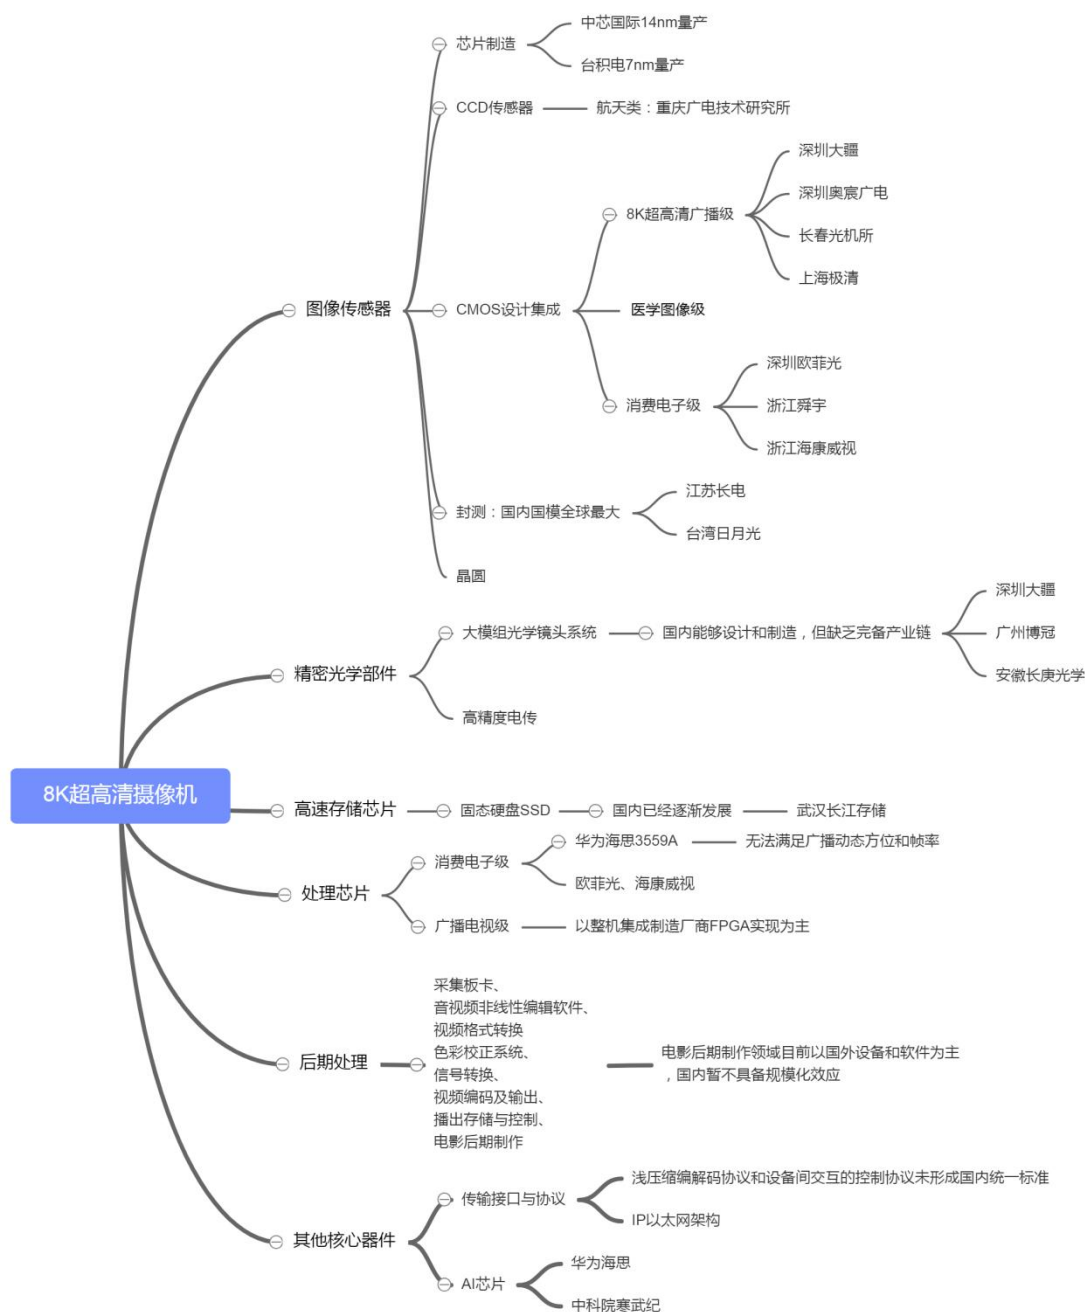 8K超高清摄像机
图像传感器
芯片制造
中芯国际14nm量产
台积电7nm量产
CCD传感器
航天类：重庆广电技术研究所
CMOS设计集成
8K超高清广播级
深圳大疆
深圳奥宸广电
长春光机所
上海极清
医学图像级
消费电子级
深圳欧菲光
浙江舜宇
浙江海康威视
封测：国内国模全球最大
江苏长电
台湾日月光
晶圆
精密光学部件
大模组光学镜头系统
国内能够设计和制造，但缺乏完备产业链
深圳大疆
广州博冠
安徽长庚光学
高精度电传
高速存储芯片
固态硬盘SSD
国内已经逐渐发展
武汉长江存储
处理芯片
消费电子级
华为海思3559A
无法满足广播动态方位和帧率
欧菲光、海康威视
广播电视级
以整机集成制造厂商FPGA实现为主
后期处理
采集板卡、
音视频非线性编辑软件、
视频格式转换
色彩校正系统、
信号转换、
视频编码及输出、
播出存储与控制、
电影后期制作
电影后期制作领域目前以国外设备和软件为主
，国内暂不具备规模化效应
其他核心器件
传输接口与协议
浅压缩编解码协议和设备间交互的控制协议未形成国内统一标准
IP以太网架构
AI芯片
华为海思
中科院寒武纪